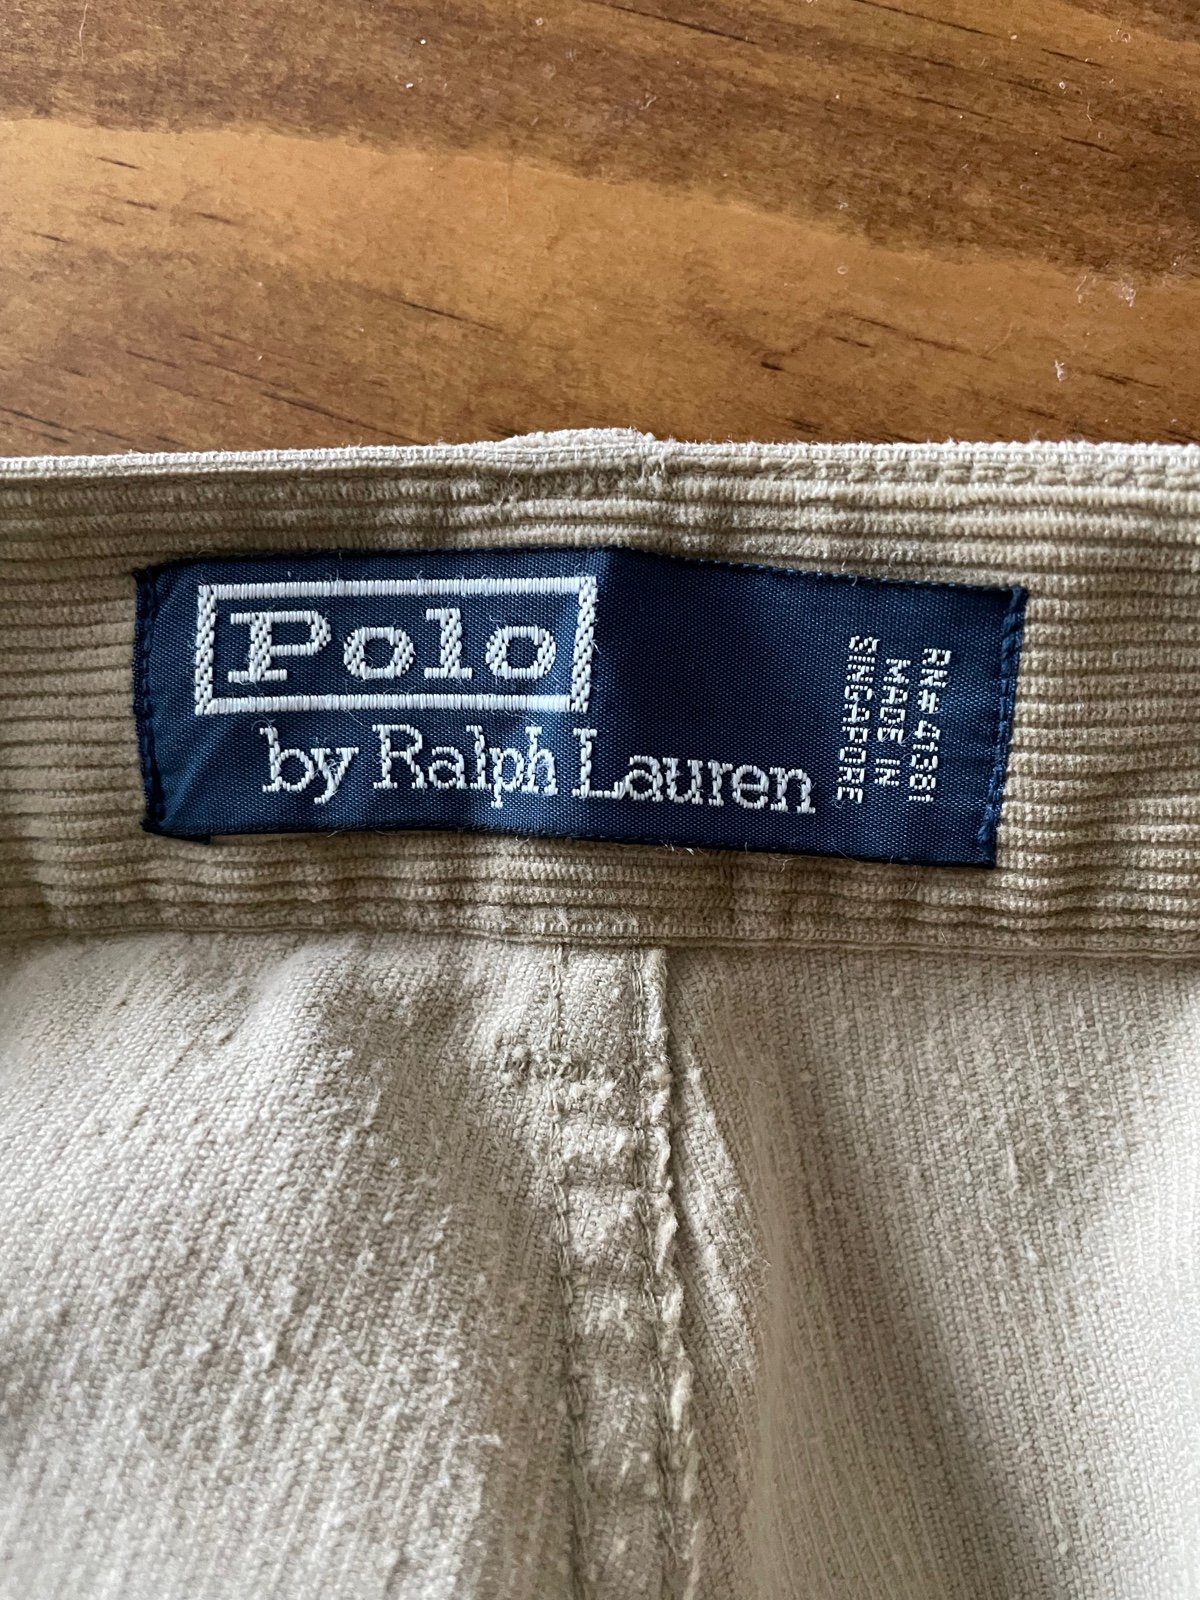 Polo
by Ralph Lauren
RN# 41381
MADE IN
SINGAPORE